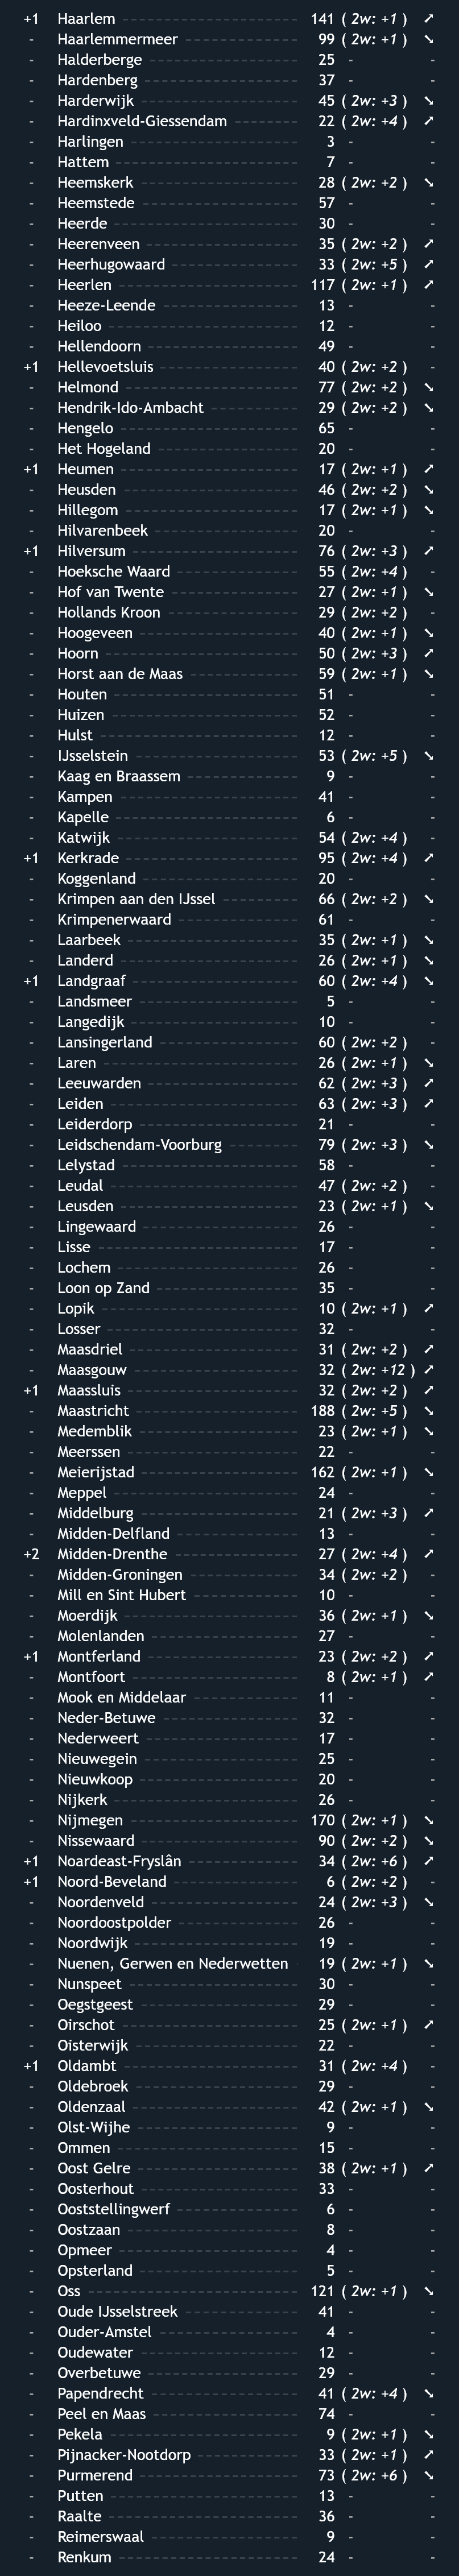 +1 Haarlem 141 ( 2w: +1 ) ➚
- Haarlemmermeer 99 ( 2w: +1 ) ➘
- Halderberge 25 - -
- Hardenberg 37 - -
- Harderwijk 45 ( 2w: +3 ) ➘
- Hardinxveld-Giessendam 22 ( 2w: +4 ) ➚
- Harlingen 3 - -
- Hattem 7 - -
- Heemskerk 28 ( 2w: +2 ) ➘
- Heemstede 57 - -
- Heerde 30 - -
- Heerenveen 35 ( 2w: +2 ) ➚
- Heerhugowaard 33 ( 2w: +5 ) ➚
- Heerlen 117 ( 2w: +1 ) ➚
- Heeze-Leende 13 - -
- Heiloo 12 - -
- Hellendoorn 49 - -
+1 Hellevoetsluis 40 ( 2w: +2 ) -
- Helmond 77 ( 2w: +2 ) ➘
- Hendrik-Ido-Ambacht 29 ( 2w: +2 ) ➘
- Hengelo 65 - -
- Het Hogeland 20 - -
+1 Heumen 17 ( 2w: +1 ) ➚
- Heusden 46 ( 2w: +2 ) ➘
- Hillegom 17 ( 2w: +1 ) ➘
- Hilvarenbeek 20 - -
+1 Hilversum 76 ( 2w: +3 ) ➚
- Hoeksche Waard 55 ( 2w: +4 ) -
- Hof van Twente 27 ( 2w: +1 ) ➘
- Hollands Kroon 29 ( 2w: +2 ) -
- Hoogeveen 40 ( 2w: +1 ) ➘
- Hoorn 50 ( 2w: +3 ) ➚
- Horst aan de Maas 59 ( 2w: +1 ) ➘
- Houten 51 - -
- Huizen 52 - -
- Hulst 12 - -
- IJsselstein 53 ( 2w: +5 ) ➘
- Kaag en Braassem 9 - -
- Kampen 41 - -
- Kapelle 6 - -
- Katwijk 54 ( 2w: +4 ) -
+1 Kerkrade 95 ( 2w: +4 ) ➚
- Koggenland 20 - -
- Krimpen aan den IJssel 66 ( 2w: +2 ) ➘
- Krimpenerwaard 61 - -
- Laarbeek 35 ( 2w: +1 ) ➘
- Landerd 26 ( 2w: +1 ) ➘
+1 Landgraaf 60 ( 2w: +4 ) ➘
- Landsmeer 5 - -
- Langedijk 10 - -
- Lansingerland 60 ( 2w: +2 ) -
- Laren 26 ( 2w: +1 ) ➘
- Leeuwarden 62 ( 2w: +3 ) ➚
- Leiden 63 ( 2w: +3 ) ➚
- Leiderdorp 21 - -
- Leidschendam-Voorburg 79 ( 2w: +3 ) ➘
- Lelystad 58 - -
- Leudal 47 ( 2w: +2 ) -
- Leusden 23 ( 2w: +1 ) ➘
- Lingewaard 26 - -
- Lisse 17 - -
- Lochem 26 - -
- Loon op Zand 35 - -
- Lopik 10 ( 2w: +1 ) ➚
- Losser 32 - -
- Maasdriel 31 ( 2w: +2 ) ➚
- Maasgouw 32 ( 2w: +12 ) ➚
+1 Maassluis 32 ( 2w: +2 ) ➚
- Maastricht 188 ( 2w: +5 ) ➘
- Medemblik 23 ( 2w: +1 ) ➘
- Meerssen 22 - -
- Meierijstad 162 ( 2w: +1 ) ➘
- Meppel 24 - -
- Middelburg 21 ( 2w: +3 ) ➚
- Midden-Delfland 13 - -
+2 Midden-Drenthe 27 ( 2w: +4 ) ➚
- Midden-Groningen 34 ( 2w: +2 ) -
- Mill en Sint Hubert 10 - -
- Moerdijk 36 ( 2w: +1 ) ➘
- Molenlanden 27 - -
+1 Montferland 23 ( 2w: +2 ) ➚
- Montfoort 8 ( 2w: +1 ) ➚
- Mook en Middelaar 11 - -
- Neder-Betuwe 32 - -
- Nederweert 17 - -
- Nieuwegein 25 - -
- Nieuwkoop 20 - -
- Nijkerk 26 - -
- Nijmegen 170 ( 2w: +1 ) ➘
- Nissewaard 90 ( 2w: +2 ) ➘
+1 Noardeast-Fryslân 34 ( 2w: +6 ) ➚
+1 Noord-Beveland 6 ( 2w: +2 ) -
- Noordenveld 24 ( 2w: +3 ) ➘
- Noordoostpolder 26 - -
- Noordwijk 19 - -
- Nuenen, Gerwen en Nederwetten 19 ( 2w: +1 ) ➘
- Nunspeet 30 - -
- Oegstgeest 29 - -
- Oirschot 25 ( 2w: +1 ) ➚
- Oisterwijk 22 - -
+1 Oldambt 31 ( 2w: +4 ) -
- Oldebroek 29 - -
- Oldenzaal 42 ( 2w: +1 ) ➘
- Olst-Wijhe 9 - -
- Ommen 15 - -
- Oost Gelre 38 ( 2w: +1 ) ➚
- Oosterhout 33 - -
- Ooststellingwerf 6 - -
- Oostzaan 8 - -
- Opmeer 4 - -
- Opsterland 5 - -
- Oss 121 ( 2w: +1 ) ➘
- Oude IJsselstreek 41 - -
- Ouder-Amstel 4 - -
- Oudewater 12 - -
- Overbetuwe 29 - -
- Papendrecht 41 ( 2w: +4 ) ➘
- Peel en Maas 74 - -
- Pekela 9 ( 2w: +1 ) ➘
- Pijnacker-Nootdorp 33 ( 2w: +1 ) ➚
- Purmerend 73 ( 2w: +6 ) ➘
- Putten 13 - -
- Raalte 36 - -
- Reimerswaal 9 - -
- Renkum 24 - -